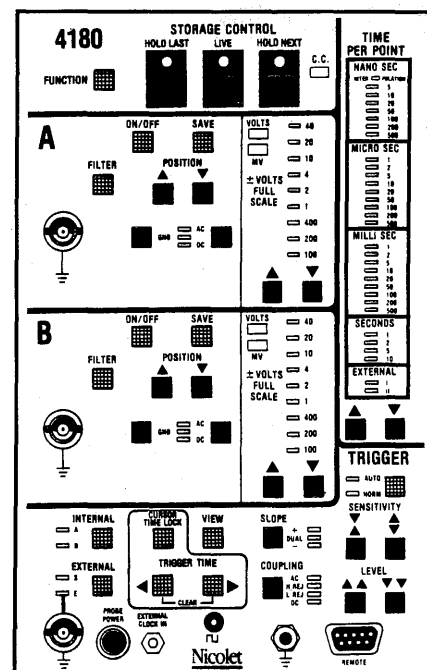 4180
STORAGE CONTROL
HOLD LAST LIVE HOLD NEXT
C.C.
FUNCTION
TIME
PER POINT
NANO SEC
INTER POLATION
5
10
20
50
100
200
500
MICRO SEC
1
2
5
10
20
50
100
200
500
MILLI SEC
1
2
5
10
20
50
100
200
500
SECONDS
1
2
5
10
EXTERNAL
I
II
A
ON/OFF SAVE
FILTER
POSITION
GND
AC
DC
VOLTS
MV
± VOLTS
FULL
SCALE
40
20
10
4
2
1
400
200
100
B
ON/OFF SAVE
FILTER
POSITION
GND
AC
DC
VOLTS
MV
± VOLTS
FULL
SCALE
40
20
10
4
2
1
400
200
100
TRIGGER
AUTO
NORM
SENSITIVITY
LEVEL
INTERNAL
A
B
CURSOR
TIME LOCK
VIEW
SLOPE
+
DUAL
-
EXTERNAL
E
TRIGGER TIME
CLEAR
COUPLING
AC
H REJ
L REJ
DC
PROBE
POWER
EXTERNAL
CLOCK IN
Nicolet
REMOTE